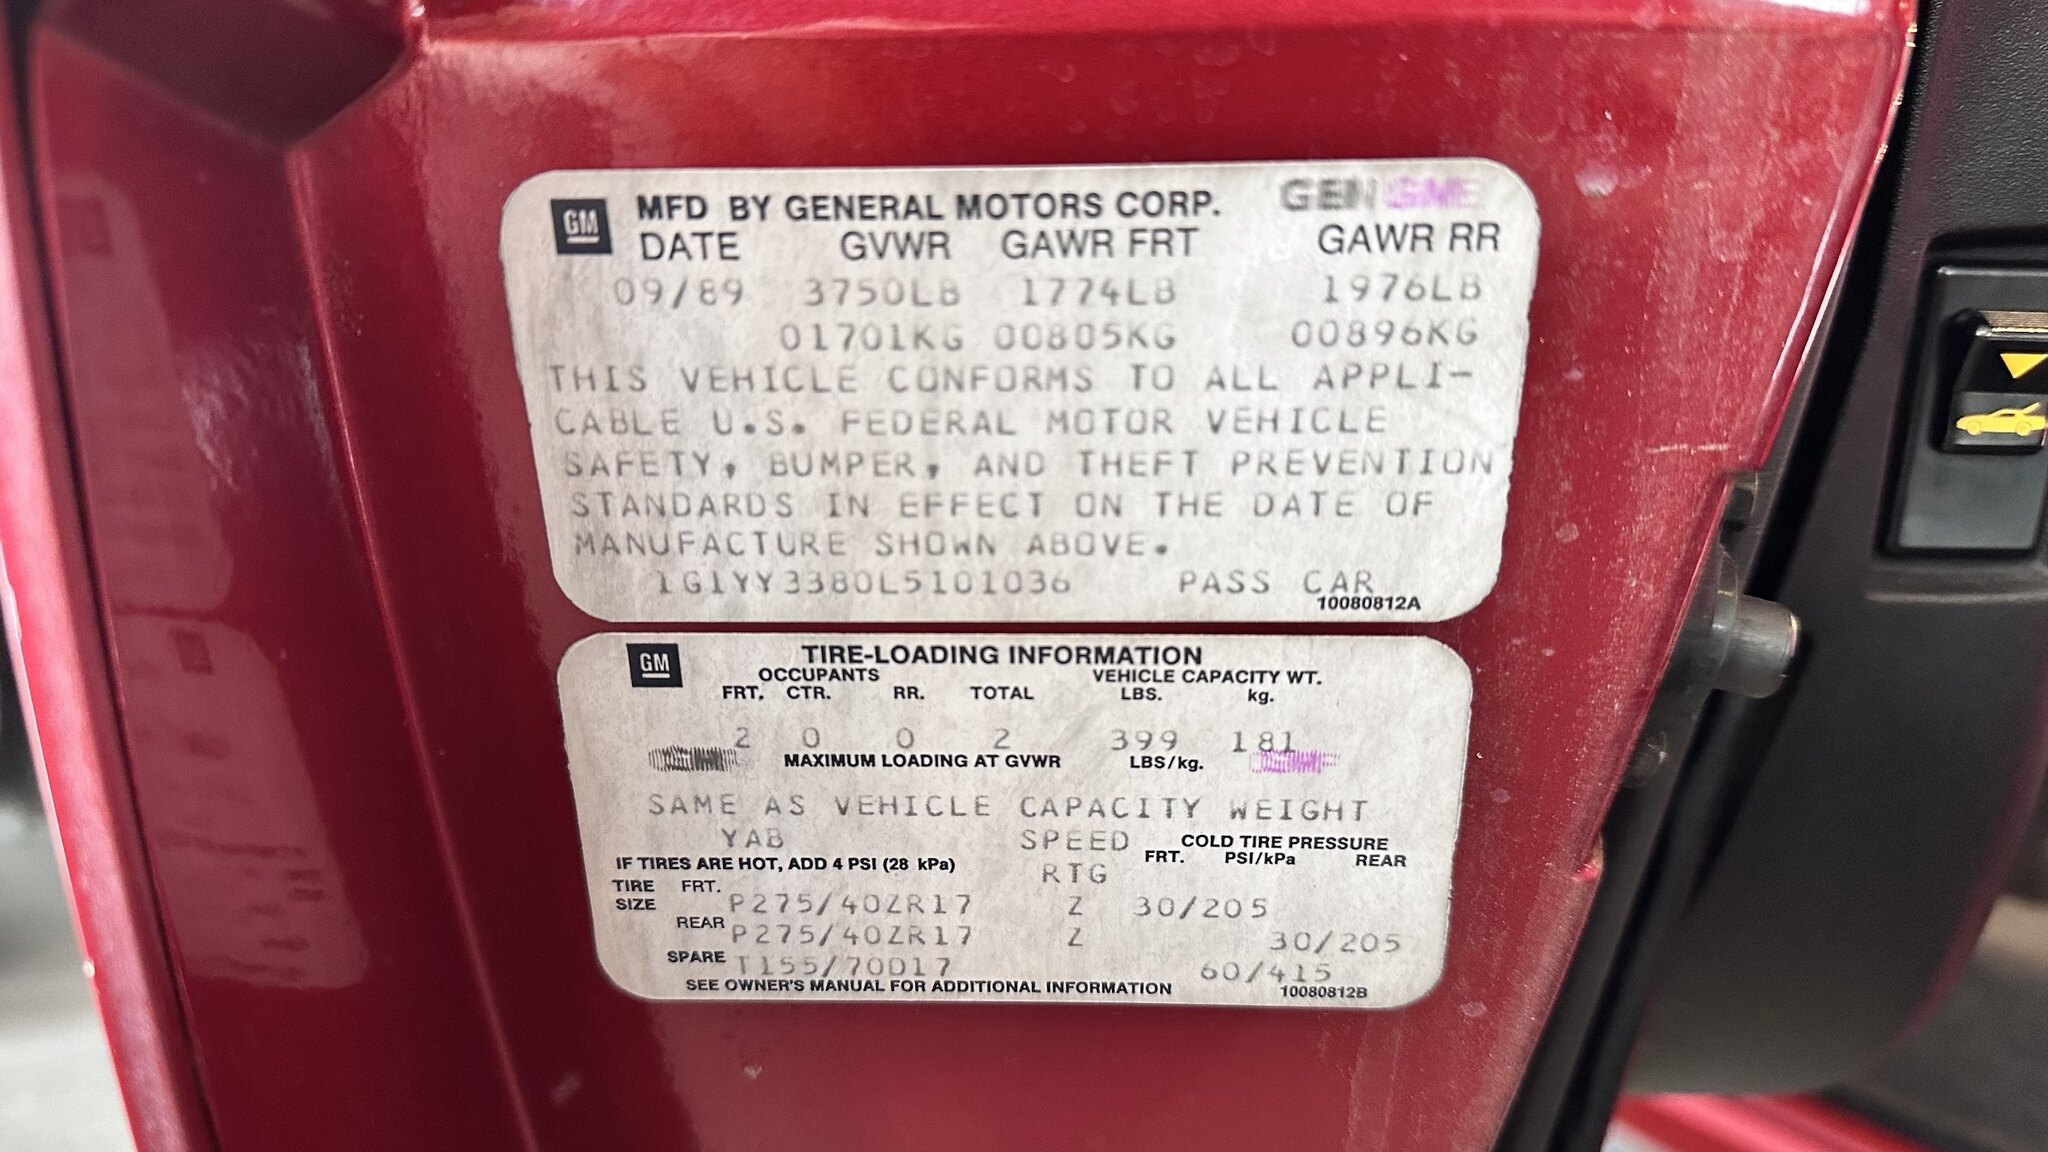 GM MFD BY GENERAL MOTORS CORP. GEN GME
DATE GVWR GAWR FRT GAWR RR
09/89 3750LB 1774LB 1976LB
01701KG 00805KG 00896KG
THIS VEHICLE CONFORMS TO ALL APPLI-
CABLE U.S. FEDERAL MOTOR VEHICLE
SAFETY, BUMPER, AND THEFT PREVENTION
STANDARDS IN EFFECT ON THE DATE OF
MANUFACTURE SHOWN ABOVE.
1G1YY3380L5101036 PASS CAR
10080812A
GM TIRE-LOADING INFORMATION
OCCUPANTS VEHICLE CAPACITY WT.
FRT. CTR. RR. TOTAL LBS. kg.
2 0 0 2 399 181
MAXIMUM LOADING AT GVWR LBS/kg.
SAME AS VEHICLE CAPACITY WEIGHT
YAB SPEED COLD TIRE PRESSURE
IF TIRES ARE HOT, ADD 4 PSI (28 kPa) RTG FRT. PSI/kPa REAR
TIRE SIZE FRT. P275/40ZR17 Z 30/205
REAR P275/40ZR17 Z 30/205
SPARE T155/70D17 60/415
SEE OWNER'S MANUAL FOR ADDITIONAL INFORMATION 10080812B